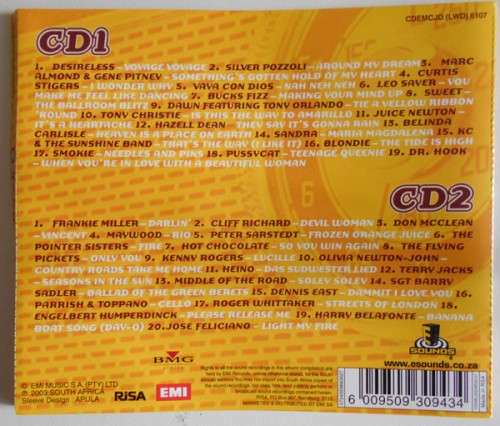 CDEMCJD (LWD) 6107
CD1
1. DESIRELESS – VOYAGE VOYAGE 2. SILVER POZZOLI – AROUND MY DREAM 3. MARC
ALMOND & GENE PITNEY – SOMETHING'S GOTTEN HOLD OF MY HEART 4. CURTIS
STIGERS – I WONDER WHY 5. VAYA CON DIOS – NAH NEH NEH 6. LEO SAYER – YOU
MAKE ME FEEL LIKE DANCING 7. BUCKS FIZZ – MAKING YOUR MIND UP 8. SWEET –
THE BALLROOM BLITZ 9. DAWN FEATURING TONY ORLANDO – TIE A YELLOW RIBBON
'ROUND 10. TONY CHRISTIE – IS THIS THE WAY TO AMARILLO 11. JUICE NEWTON –
IT'S A HEARTACHE 12. HAZELL DEAN – THEY SAY IT'S GONNA RAIN 13. BELINDA
CARLISLE – HEAVEN IS A PLACE ON EARTH 14. SANDRA – MARIA MAGDALENA 15. KC &
THE SUNSHINE BAND – THAT'S THE WAY (I LIKE IT) 16. BLONDIE – THE TIDE IS HIGH
17. SMOKIE – NEEDLES AND PINS 18. PUSSYCAT – TEENAGE QUEENIE 19. DR. HOOK
– WHEN YOU'RE IN LOVE WITH A BEAUTIFUL WOMAN
CD2
1. FRANKIE MILLER – DARLIN' 2. CLIFF RICHARD – DEVIL WOMAN 3. DON MCCLEAN
– VINCENT 4. MAYWOOD – RIO 5. PETER SARSTEDT – FROZEN ORANGE JUICE 6. THE
POINTER SISTERS – FIRE 7. HOT CHOCOLATE – SO YOU WIN AGAIN 8. THE FLYING
PICKETS – ONLY YOU 9. KENNY ROGERS – LUCILLE 10. OLIVIA NEWTON-JOHN –
COUNTRY ROADS TAKE ME HOME 11. HEINO – DAS SUDWESTER LIED 12. TERRY JACKS
– SEASONS IN THE SUN 13. MIDDLE OF THE ROAD – SOLEY SOLEY 14. SGT BARRY
SADLER – BALLAD OF THE GREEN BERETS 15. DENNIS EAST – DAMMIT I LOVE YOU 16.
PARRISH & TOPPANO – CELLO 17. ROGER WHITTAKER – STREETS OF LONDON 18.
ENGELBERT HUMPERDINCK – PLEASE RELEASE ME 19. HARRY BELAFONTE – BANANA
BOAT SONG (DAY-O) 20. JOSE FELICIANO – LIGHT MY FIRE
E SOUNDS
www.esounds.co.za
BMG
© EMI MUSIC S.A. (PTY) LTD
℗ 2003 SOUTH AFRICA
Sleeve Design : APULA
RiSA
EMI
6 009509 309434